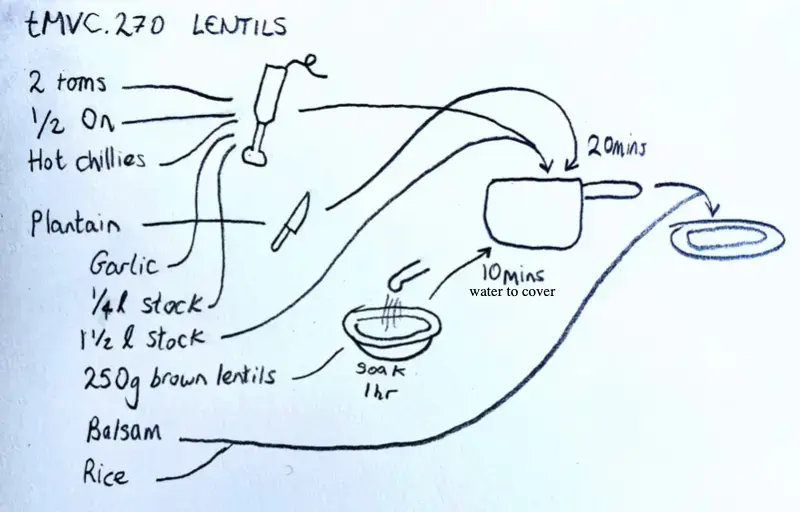 tMVC.270 LENTILS
2 toms
1/2 On
Hot chillies
Plantain
Garlic
1/4 l stock
1 1/2 l stock
250g brown lentils
Balsam
Rice
soak
1hr
10mins
water to cover
20mins